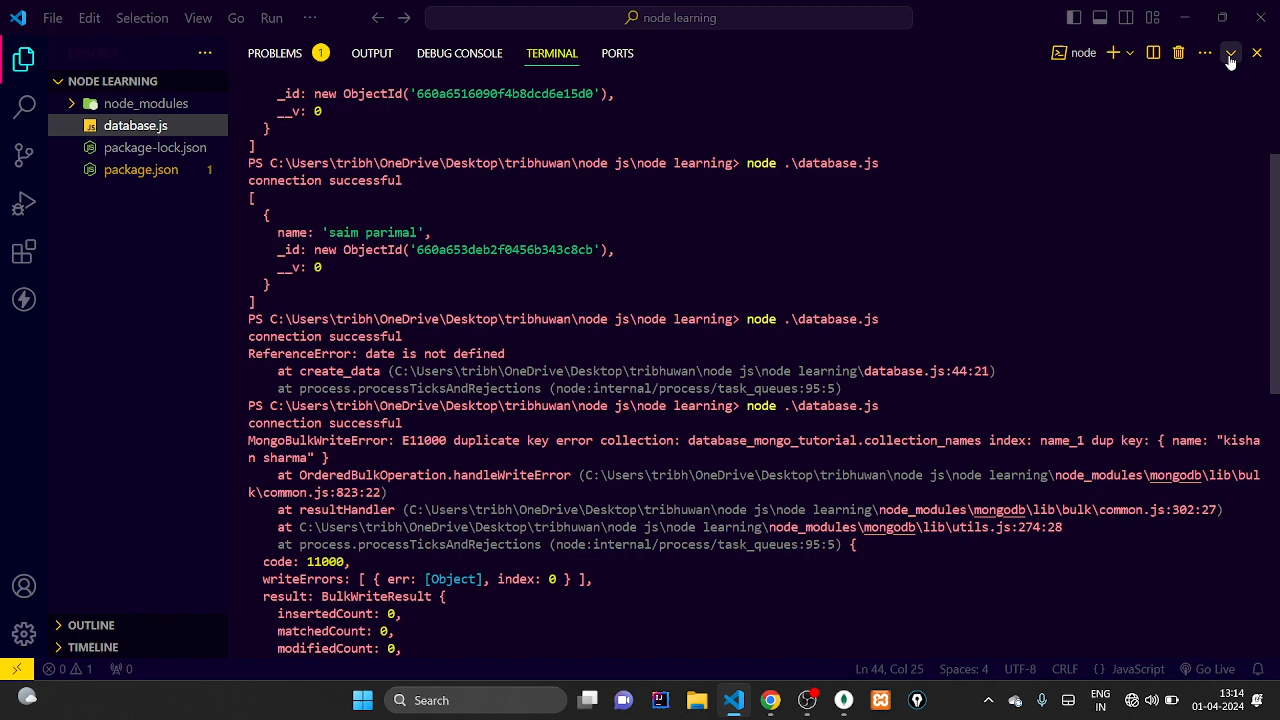 File Edit Selection View Go Run ··· node learning
PROBLEMS 1 OUTPUT DEBUG CONSOLE TERMINAL PORTS node
NODE LEARNING
node_modules
database.js
package-lock.json
package.json 1
_id: new ObjectId('660a6516090f4b8dcd6e15d0'),
__v: 0
}
]
PS C:\Users\tribh\OneDrive\Desktop\tribhuwan\node js\node learning> node .\database.js
connection successful
[
{
name: 'saim parimal',
_id: new ObjectId('660a653deb2f0456b343c8cb'),
__v: 0
}
]
PS C:\Users\tribh\OneDrive\Desktop\tribhuwan\node js\node learning> node .\database.js
connection successful
ReferenceError: date is not defined
at create_data (C:\Users\tribh\OneDrive\Desktop\tribhuwan\node js\node learning\database.js:44:21)
at process.processTicksAndRejections (node:internal/process/task_queues:95:5)
PS C:\Users\tribh\OneDrive\Desktop\tribhuwan\node js\node learning> node .\database.js
connection successful
MongoBulkWriteError: E11000 duplicate key error collection: database_mongo_tutorial.collection_names index: name_1 dup key: { name: "kisha
n sharma" }
at OrderedBulkOperation.handleWriteError (C:\Users\tribh\OneDrive\Desktop\tribhuwan\node js\node learning\node_modules\mongodb\lib\bul
k\common.js:823:22)
at resultHandler (C:\Users\tribh\OneDrive\Desktop\tribhuwan\node js\node learning\node_modules\mongodb\lib\bulk\common.js:302:27)
at C:\Users\tribh\OneDrive\Desktop\tribhuwan\node js\node learning\node_modules\mongodb\lib\utils.js:274:28
at process.processTicksAndRejections (node:internal/process/task_queues:95:5) {
code: 11000,
writeErrors: [ { err: [Object], index: 0 } ],
result: BulkWriteResult {
insertedCount: 0,
matchedCount: 0,
modifiedCount: 0,
OUTLINE
TIMELINE
0 1 0 Ln 44, Col 25 Spaces: 4 UTF-8 CRLF {} JavaScript Go Live
Search ENG IN 13:14 01-04-2024